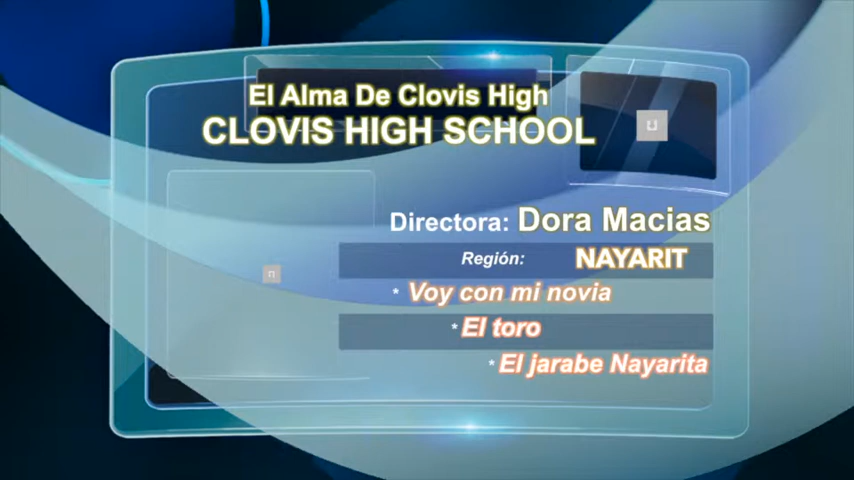 El Alma De Clovis High
CLOVIS HIGH SCHOOL
Directora: Dora Macias
Región: NAYARIT
* Voy con mi novia
* El toro
* El jarabe Nayarita